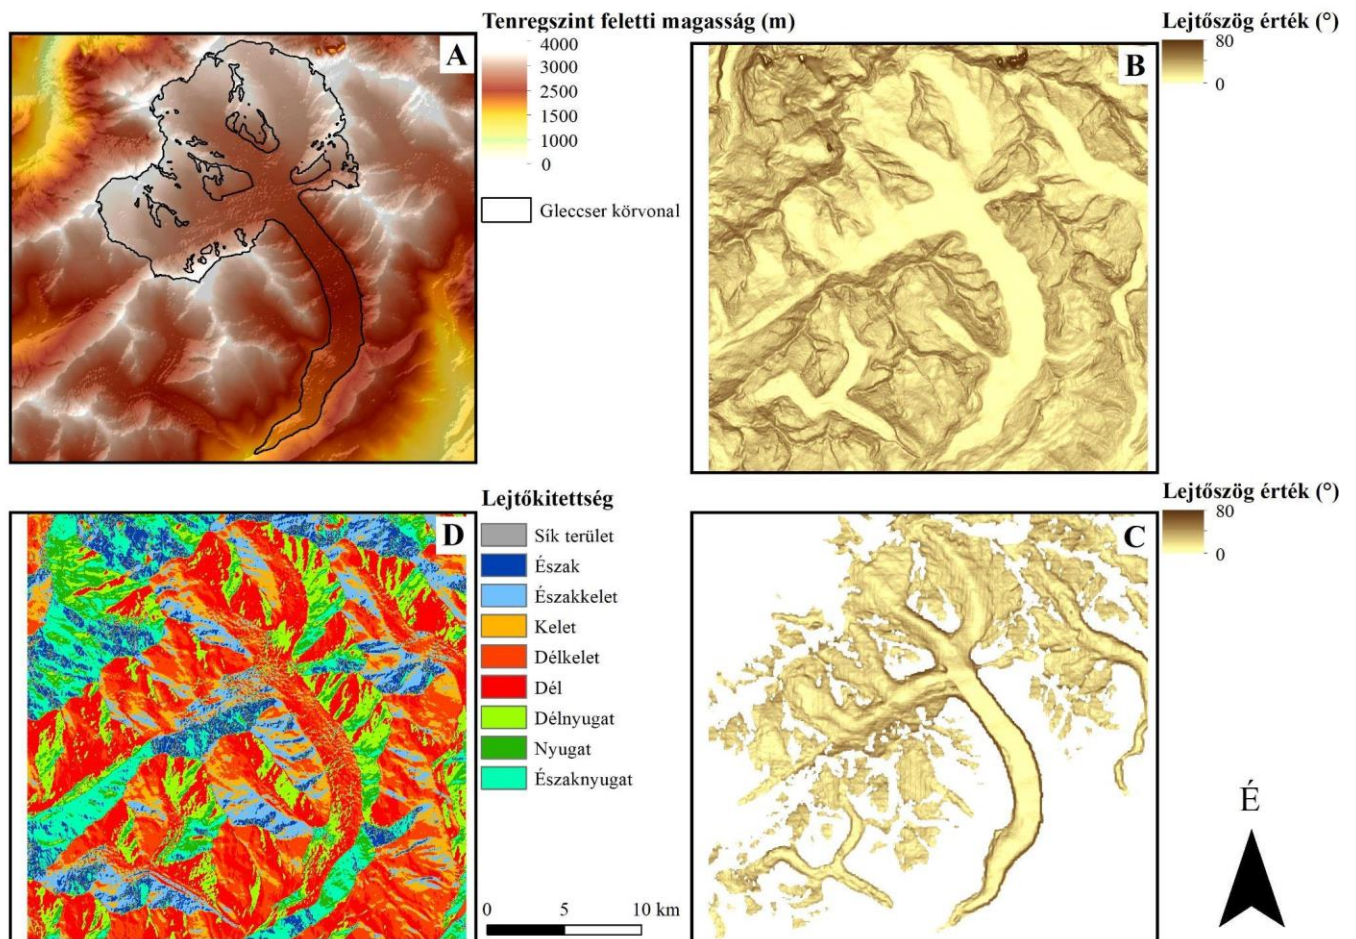 Tenregszint feletti magasság (m)
A
4000
3000
2500
1500
1000
0
Gleccser körvonal
Lejtőszög érték (°)
80
0
B
Lejtőkitettség
D
Sík terület
Észak
Északkelet
Kelet
Délkelet
Dél
Délnyugat
Nyugat
Északnyugat
0 5 10 km
Lejtőszög érték (°)
80
0
C
É